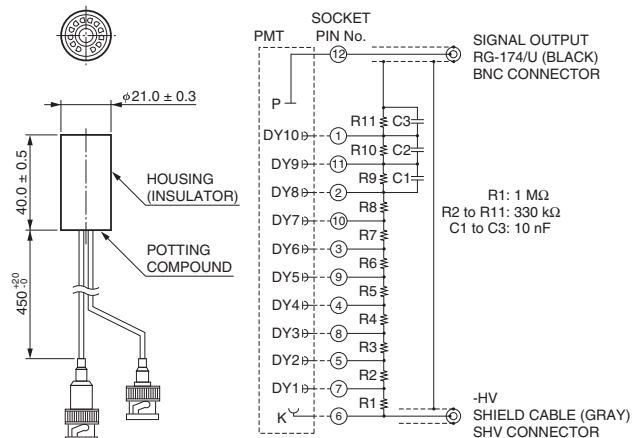 φ21.0 ± 0.3
40.0 ± 0.5
450 +20 -0
HOUSING
(INSULATOR)
POTTING
COMPOUND
PMT
SOCKET
PIN No.
SIGNAL OUTPUT
RG-174/U (BLACK)
BNC CONNECTOR
12
P
R11 C3
DY10 1
R10 C2
DY9 11
R9 C1
DY8 2
R8
DY7 10
R7
DY6 3
R6
DY5 9
R5
DY4 4
R4
DY3 8
R3
DY2 5
R2
DY1 7
R1
K 6
R1: 1 MΩ
R2 to R11: 330 kΩ
C1 to C3: 10 nF
-HV
SHIELD CABLE (GRAY)
SHV CONNECTOR